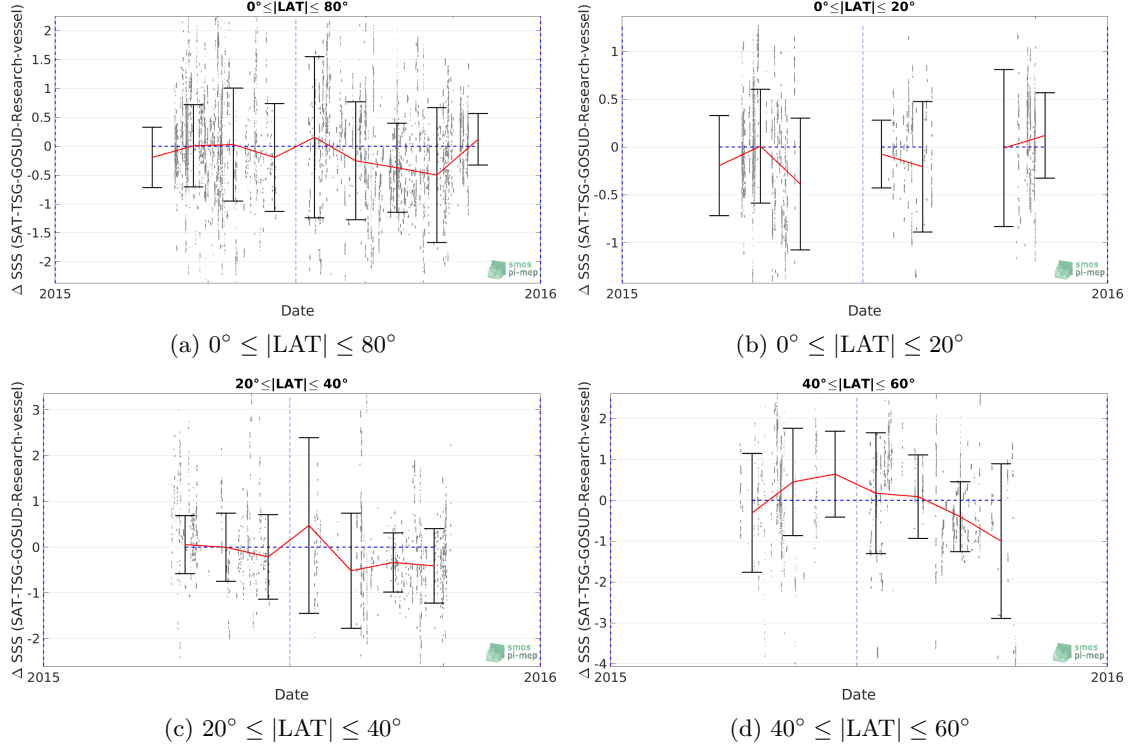 0°≤|LAT|≤ 80°
Δ SSS (SAT-TSG-GOSUD-Research-vessel)
2
1.5
1
0.5
0
-0.5
-1
-1.5
-2
2015
2016
Date
smos
pi-mep
(a) 0° ≤ |LAT| ≤ 80°
0°≤|LAT|≤ 20°
Δ SSS (SAT-TSG-GOSUD-Research-vessel)
1
0.5
0
-0.5
-1
2015
2016
Date
smos
pi-mep
(b) 0° ≤ |LAT| ≤ 20°
20°≤|LAT|≤ 40°
Δ SSS (SAT-TSG-GOSUD-Research-vessel)
3
2
1
0
-1
-2
2015
2016
Date
smos
pi-mep
(c) 20° ≤ |LAT| ≤ 40°
40°≤|LAT|≤ 60°
Δ SSS (SAT-TSG-GOSUD-Research-vessel)
2
1
0
-1
-2
-3
-4
2015
2016
Date
smos
pi-mep
(d) 40° ≤ |LAT| ≤ 60°